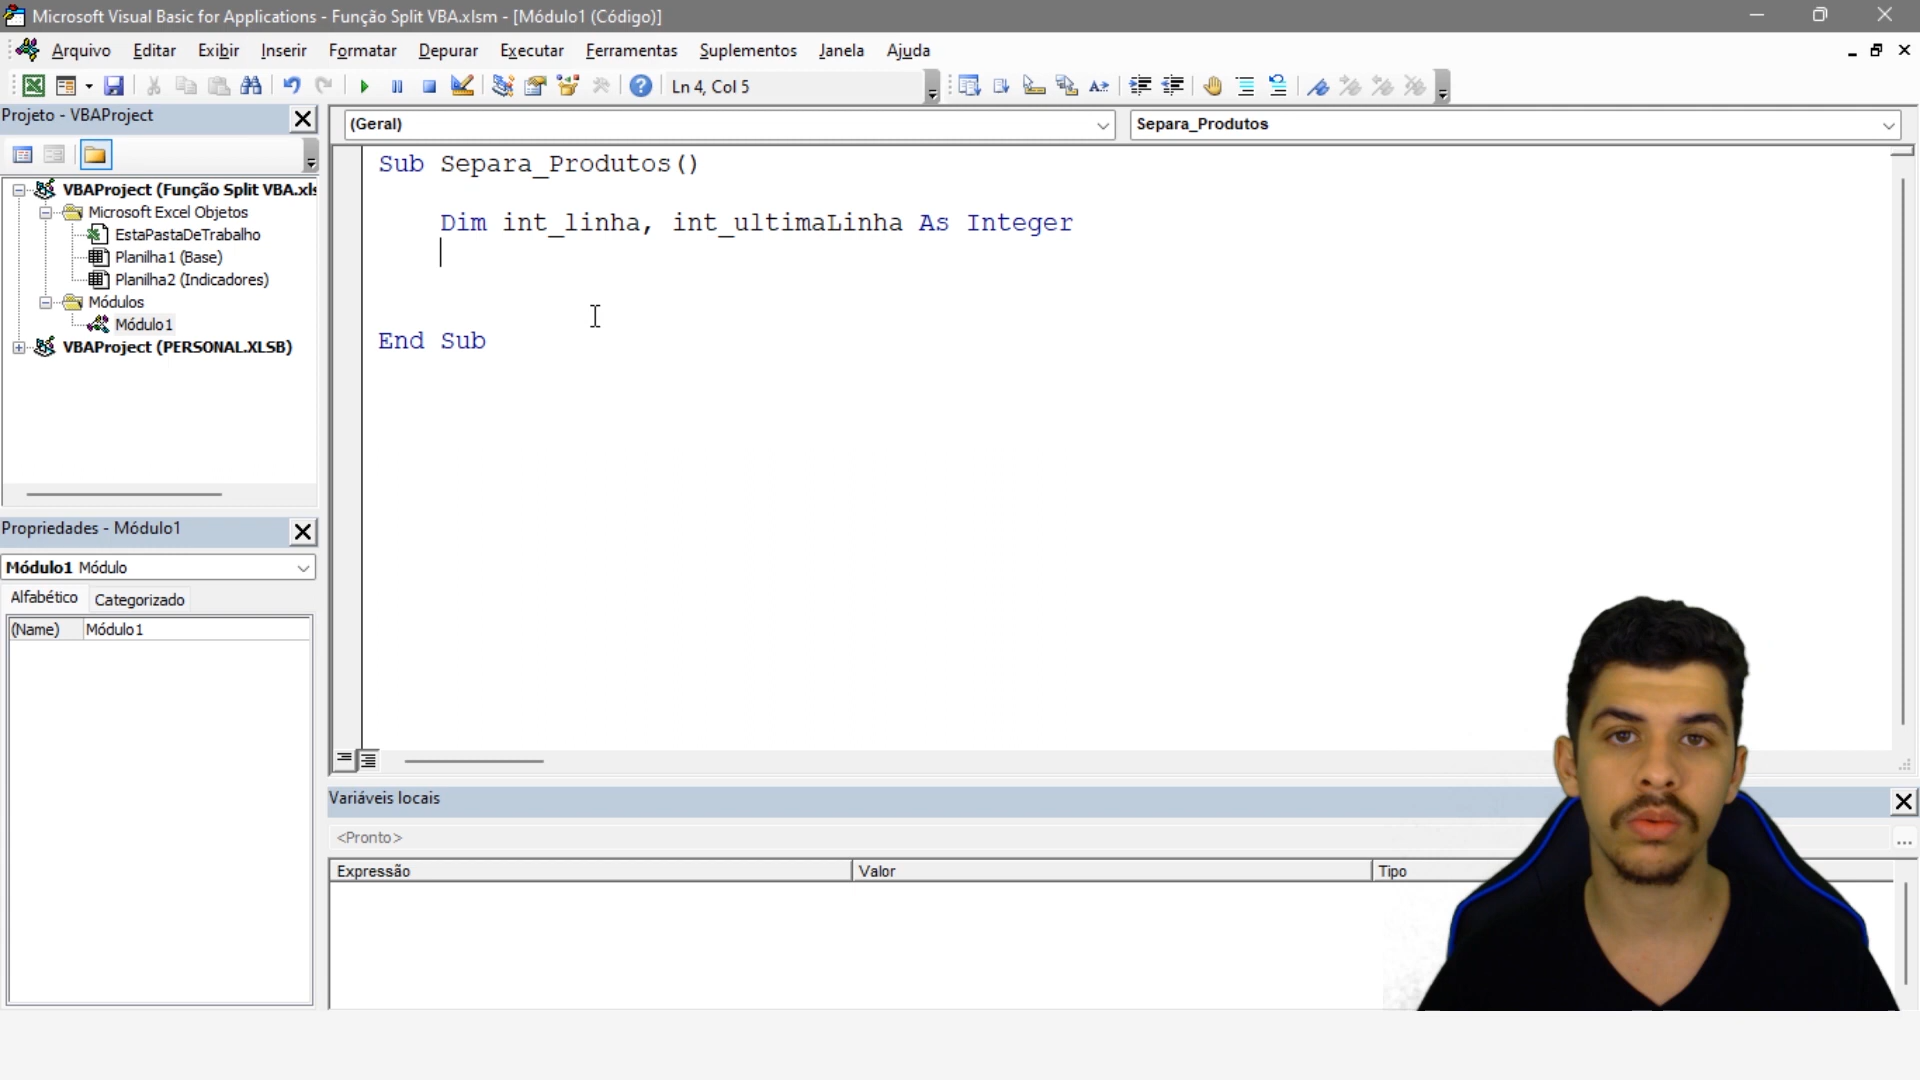 Microsoft Visual Basic for Applications - Função Split VBA.xlsm - [Módulo1 (Código)]
Arquivo Editar Exibir Inserir Formatar Depurar Executar Ferramentas Suplementos Janela Ajuda
Ln 4, Col 5
Projeto - VBAProject
(Geral)
Separa_Produtos
VBAProject (Função Split VBA.xls
Microsoft Excel Objetos
EstaPastaDeTrabalho
Planilha1 (Base)
Planilha2 (Indicadores)
Módulos
Módulo1
VBAProject (PERSONAL.XLSB)
Sub Separa_Produtos()
Dim int_linha, int_ultimaLinha As Integer
End Sub
Propriedades - Módulo1
Módulo1 Módulo
Alfabético Categorizado
(Name) Módulo1
Variáveis locais
<Pronto>
Expressão Valor Tipo